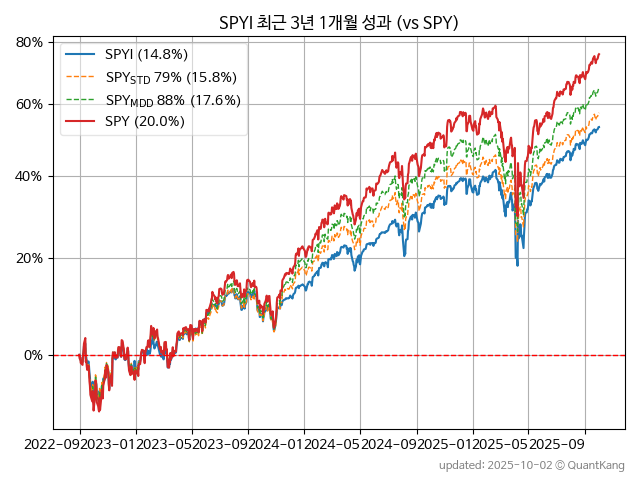 SPYI 최근 3년 1개월 성과 (vs SPY)
80%
60%
40%
20%
0%
SPYI (14.8%)
SPY_STD 79% (15.8%)
SPY_MDD 88% (17.6%)
SPY (20.0%)
2022-09 2023-01 2023-05 2023-09 2024-01 2024-05 2024-09 2025-01 2025-05 2025-09
updated: 2025-10-02 © QuantKang